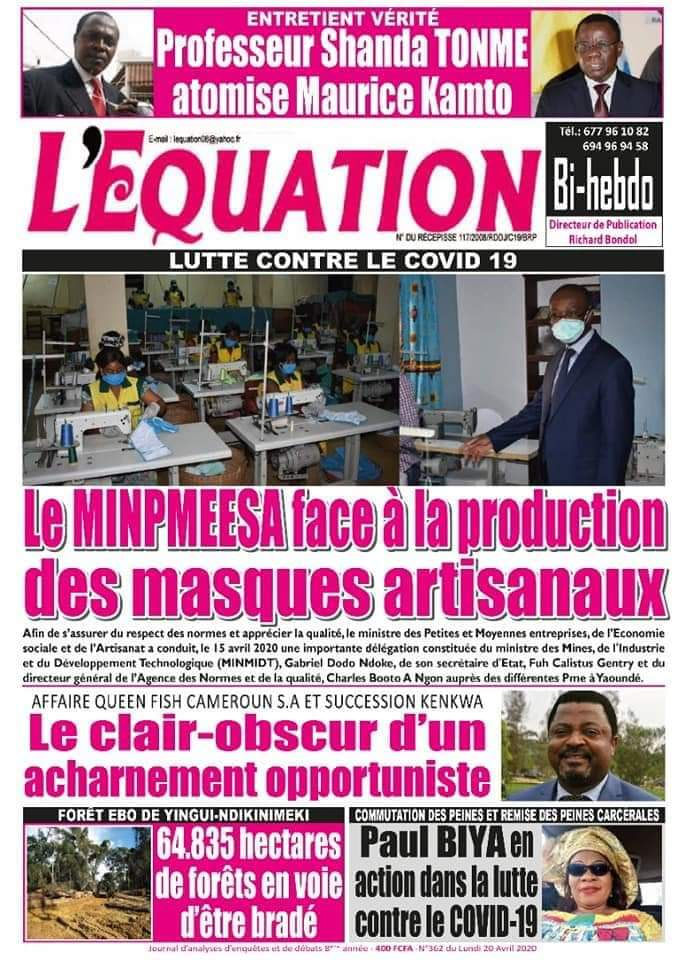 ENTRETIENT VÉRITÉ
Professeur Shanda TONME
atomise Maurice Kamto
E-mail : lequation06@yahoo.fr
L'EQUATION
N° DU RECEPISSE 117/2008/RDDJ/C19/BRP
Tél.: 677 96 10 82
694 96 94 58
Bi-hebdo
Directeur de Publication
Richard Bondol
LUTTE CONTRE LE COVID 19
Le MINPMEESA face à la production
des masques artisanaux
Afin de s'assurer du respect des normes et apprécier la qualité, le ministre des Petites et Moyennes entreprises, de l'Economie
sociale et de l'Artisanat a conduit, le 15 avril 2020 une importante délégation constituée du ministre des Mines, de l'Industrie
et du Développement Technologique (MINMIDT), Gabriel Dodo Ndoke, de son secrétaire d'Etat, Fuh Calistus Gentry et du
directeur général de l'Agence des Normes et de la qualité, Charles Booto A Ngon auprès des différentes Pme à Yaoundé.
AFFAIRE QUEEN FISH CAMEROUN S.A ET SUCCESSION KENKWA
Le clair-obscur d'un
acharnement opportuniste
FORÊT EBO DE YINGUI-NDIKINIMEKI
64.835 hectares
de forêts en voie
d'être bradé
COMMUTATION DES PEINES ET REMISE DES PEINES CARCÉRALES
Paul BIYA en
action dans la lutte
contre le COVID-19
Journal d'analyses d'enquêtes et de débats 8ème année - 400 FCFA -N°362 du Lundi 20 Avril 2020